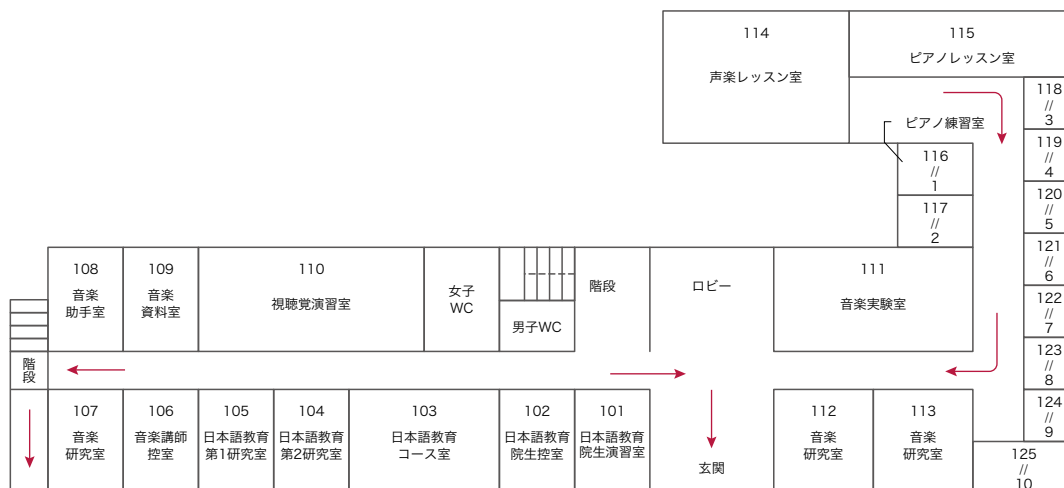 114
声楽レッスン室
115
ピアノレッスン室
ピアノ練習室
116
//
1
117
//
2
118
//
3
119
//
4
120
//
5
121
//
6
122
//
7
123
//
8
124
//
9
125
//
10
108
音楽
助手室
109
音楽
資料室
110
視聴覚演習室
女子
WC
男子WC
階段
ロビー
111
音楽実験室
階段
107
音楽
研究室
106
音楽講師
控室
105
日本語教育
第1研究室
104
日本語教育
第2研究室
103
日本語教育
コース室
102
日本語教育
院生控室
101
日本語教育
院生演習室
玄関
112
音楽
研究室
113
音楽
研究室